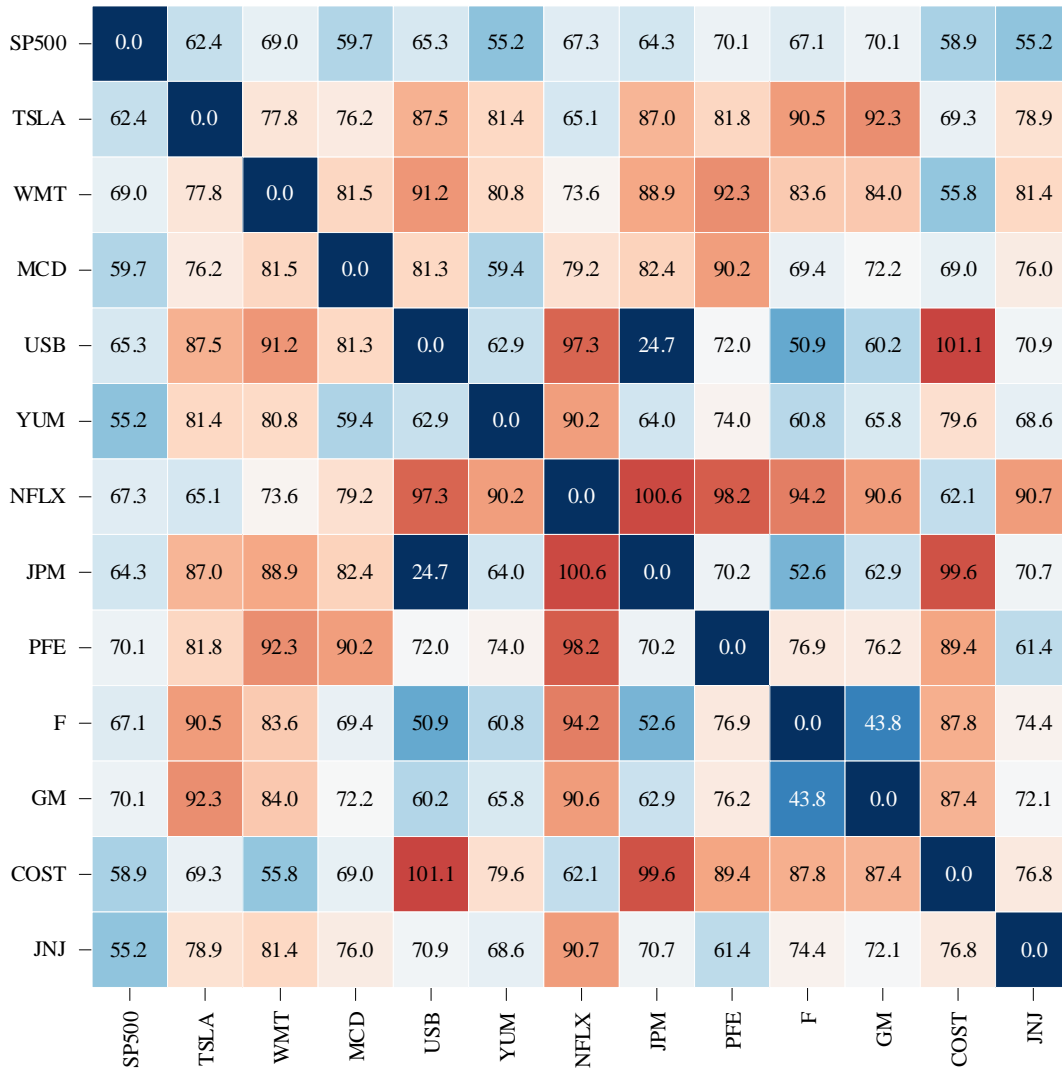 SP500 0.0 62.4 69.0 59.7 65.3 55.2 67.3 64.3 70.1 67.1 70.1 58.9 55.2
TSLA 62.4 0.0 77.8 76.2 87.5 81.4 65.1 87.0 81.8 90.5 92.3 69.3 78.9
WMT 69.0 77.8 0.0 81.5 91.2 80.8 73.6 88.9 92.3 83.6 84.0 55.8 81.4
MCD 59.7 76.2 81.5 0.0 81.3 59.4 79.2 82.4 90.2 69.4 72.2 69.0 76.0
USB 65.3 87.5 91.2 81.3 0.0 62.9 97.3 24.7 72.0 50.9 60.2 101.1 70.9
YUM 55.2 81.4 80.8 59.4 62.9 0.0 90.2 64.0 74.0 60.8 65.8 79.6 68.6
NFLX 67.3 65.1 73.6 79.2 97.3 90.2 0.0 100.6 98.2 94.2 90.6 62.1 90.7
JPM 64.3 87.0 88.9 82.4 24.7 64.0 100.6 0.0 70.2 52.6 62.9 99.6 70.7
PFE 70.1 81.8 92.3 90.2 72.0 74.0 98.2 70.2 0.0 76.9 76.2 89.4 61.4
F 67.1 90.5 83.6 69.4 50.9 60.8 94.2 52.6 76.9 0.0 43.8 87.8 74.4
GM 70.1 92.3 84.0 72.2 60.2 65.8 90.6 62.9 76.2 43.8 0.0 87.4 72.1
COST 58.9 69.3 55.8 69.0 101.1 79.6 62.1 99.6 89.4 87.8 87.4 0.0 76.8
JNJ 55.2 78.9 81.4 76.0 70.9 68.6 90.7 70.7 61.4 74.4 72.1 76.8 0.0
SP500 TSLA WMT MCD USB YUM NFLX JPM PFE F GM COST JNJ